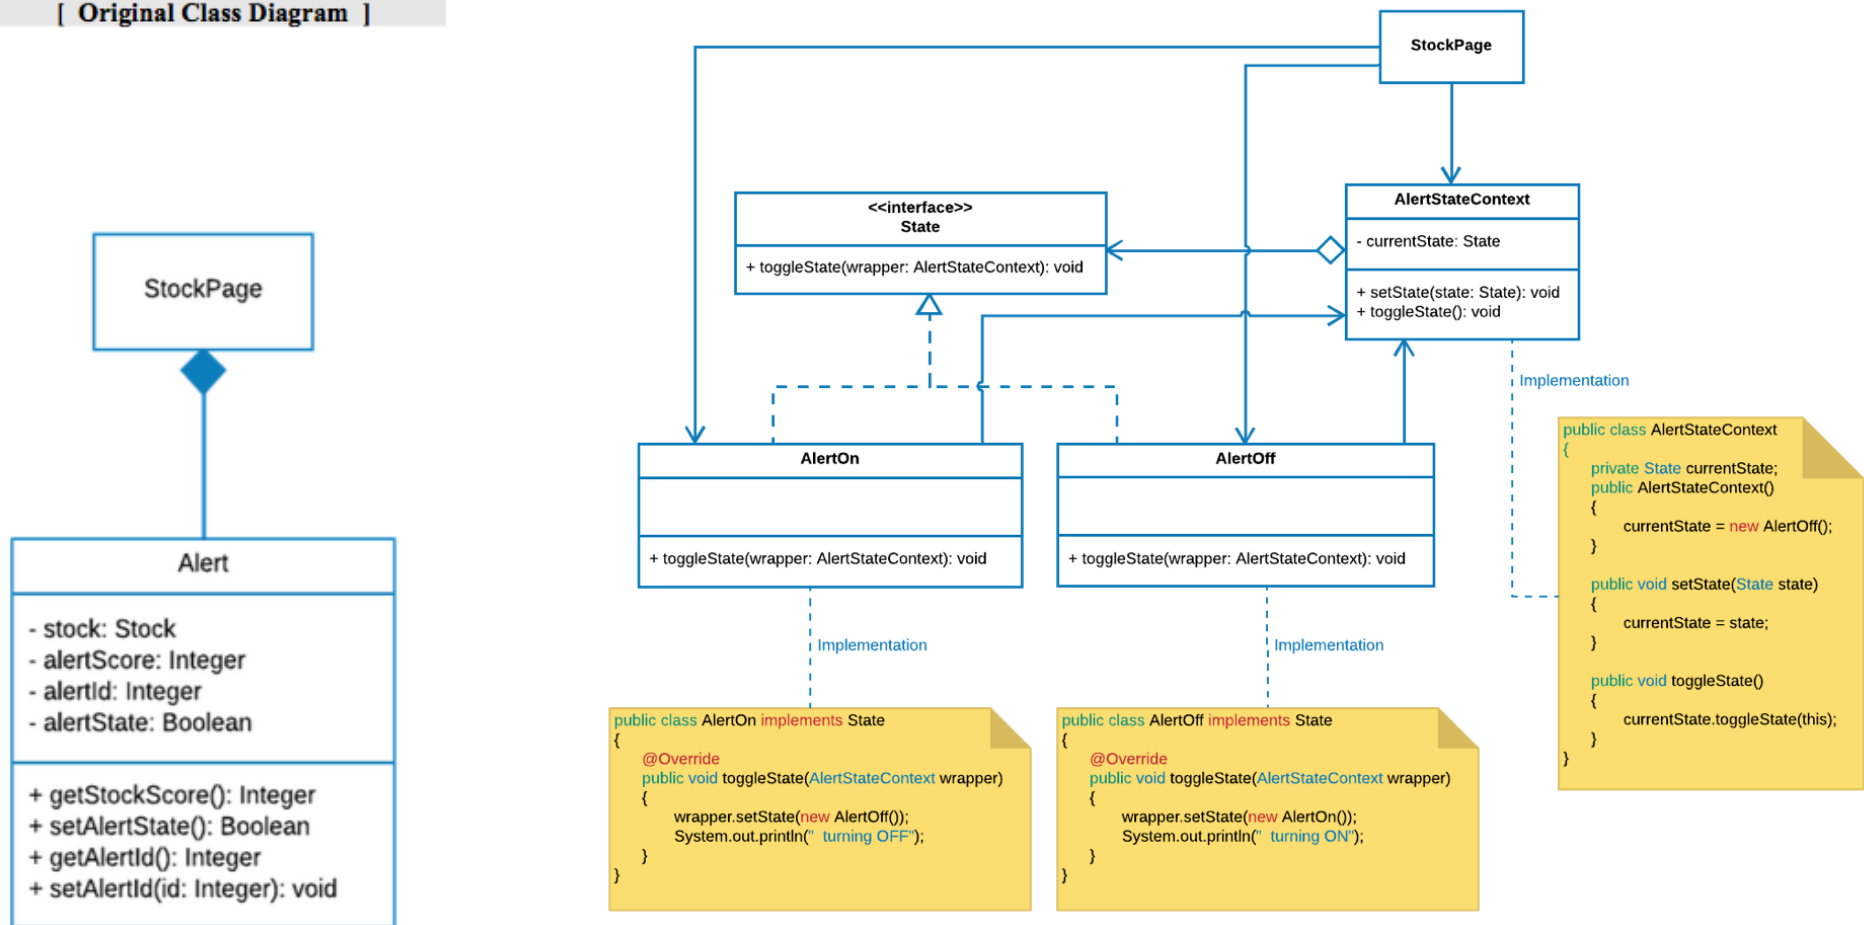 [ Original Class Diagram ]
StockPage
Alert
- stock: Stock
- alertScore: Integer
- alertId: Integer
- alertState: Boolean
+ getStockScore(): Integer
+ setAlertState(): Boolean
+ getAlertId(): Integer
+ setAlertId(id: Integer): void
StockPage
<<interface>>
State
+ toggleState(wrapper: AlertStateContext): void
AlertStateContext
- currentState: State
+ setState(state: State): void
+ toggleState(): void
AlertOn
+ toggleState(wrapper: AlertStateContext): void
AlertOff
+ toggleState(wrapper: AlertStateContext): void
Implementation
Implementation
Implementation
public class AlertOn implements State
{
@Override
public void toggleState(AlertStateContext wrapper)
{
wrapper.setState(new AlertOff());
System.out.println("  turning OFF");
}
}
public class AlertOff implements State
{
@Override
public void toggleState(AlertStateContext wrapper)
{
wrapper.setState(new AlertOn());
System.out.println("  turning ON");
}
}
public class AlertStateContext
{
private State currentState;
public AlertStateContext()
{
currentState = new AlertOff();
}
public void setState(State state)
{
currentState = state;
}
public void toggleState()
{
currentState.toggleState(this);
}
}